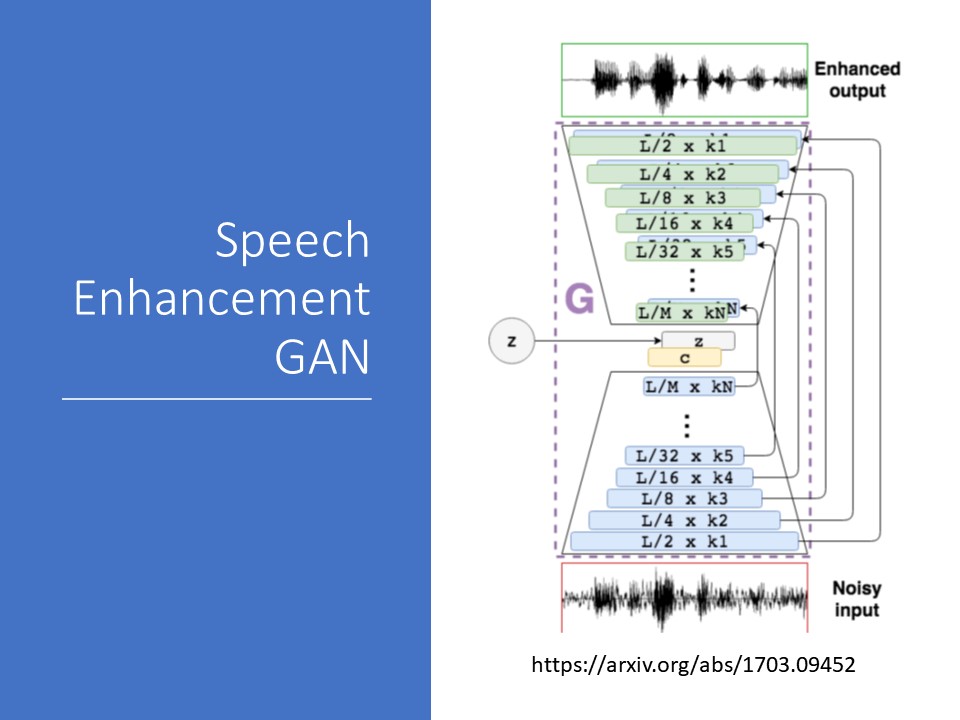 Speech
Enhancement
GAN
Enhanced
output
L/2 x k1
L/4 x k2
L/8 x k3
L/16 x k4
L/32 x k5
⋮
L/M x kN
N
G
z
z
c
L/M x kN
⋮
L/32 x k5
L/16 x k4
L/8 x k3
L/4 x k2
L/2 x k1
Noisy
input
https://arxiv.org/abs/1703.09452